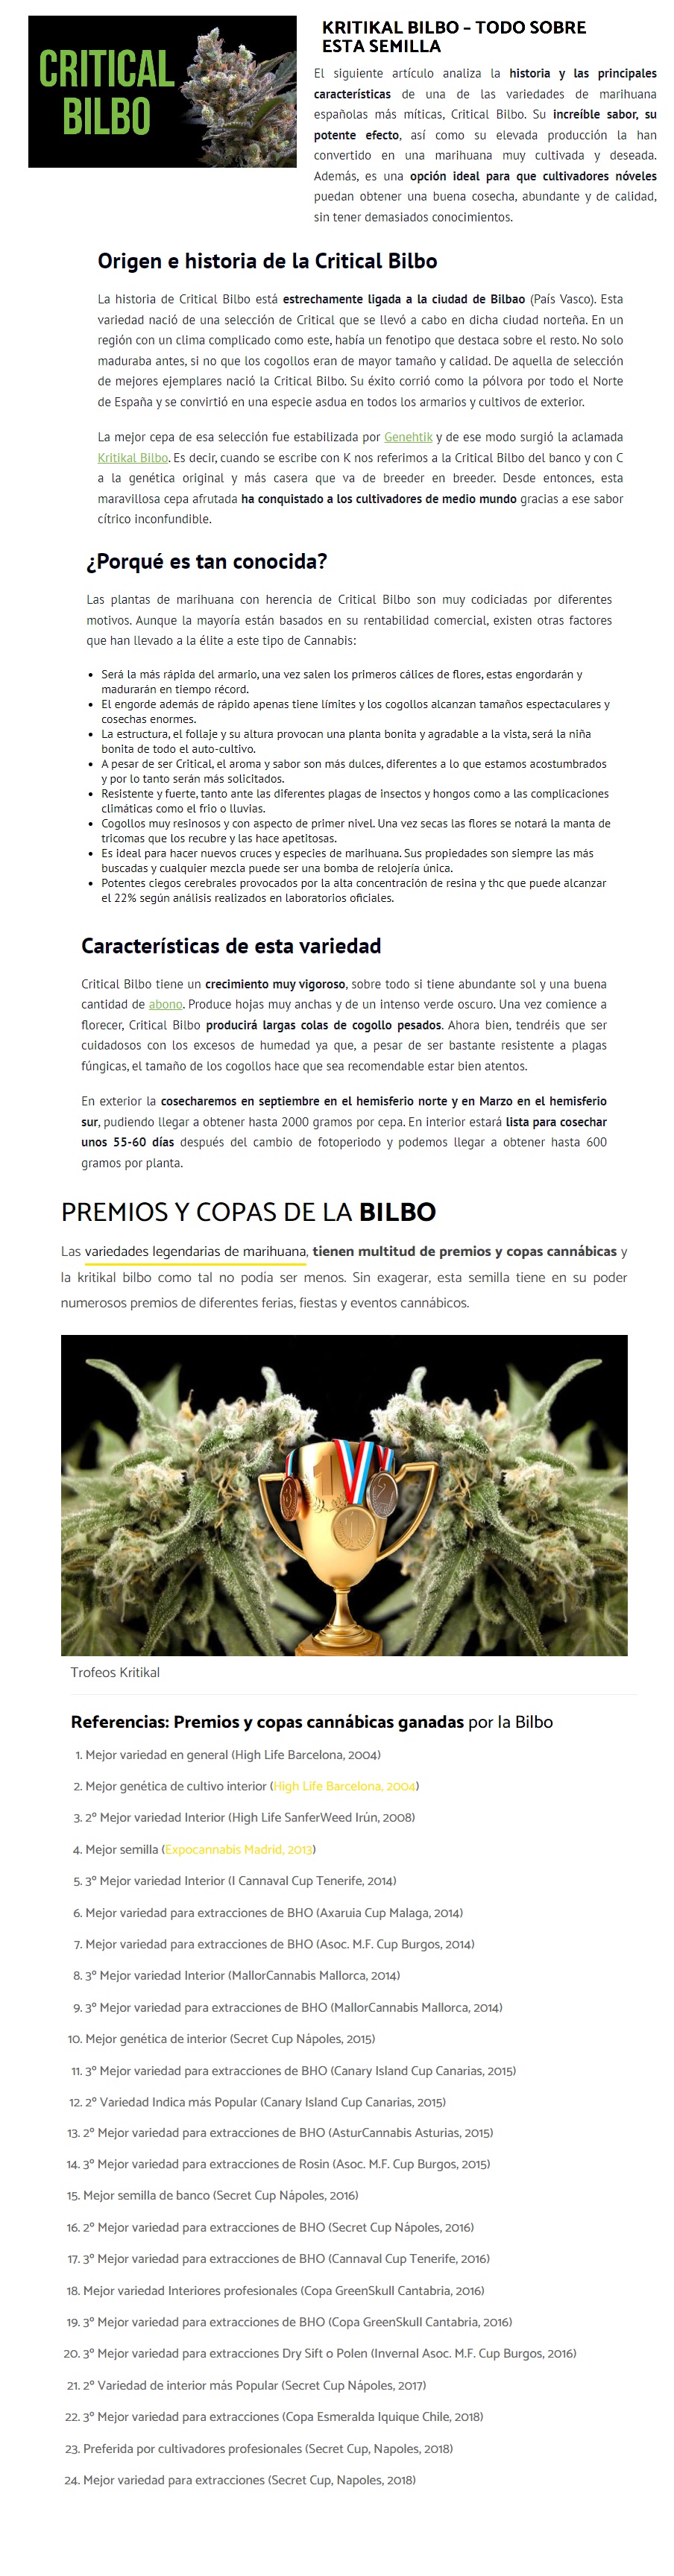 CRITICAL
BILBO
KRITIKAL BILBO – TODO SOBRE
ESTA SEMILLA
El siguiente artículo analiza la historia y las principales
características de una de las variedades de marihuana
españolas más míticas, Critical Bilbo. Su increíble sabor, su
potente efecto, así como su elevada producción la han
convertido en una marihuana muy cultivada y deseada.
Además, es una opción ideal para que cultivadores nóveles
puedan obtener una buena cosecha, abundante y de calidad,
sin tener demasiados conocimientos.
Origen e historia de la Critical Bilbo
La historia de Critical Bilbo está estrechamente ligada a la ciudad de Bilbao (País Vasco). Esta
variedad nació de una selección de Critical que se llevó a cabo en dicha ciudad norteña. En un
región con un clima complicado como este, había un fenotipo que destaca sobre el resto. No solo
maduraba antes, si no que los cogollos eran de mayor tamaño y calidad. De aquella de selección
de mejores ejemplares nació la Critical Bilbo. Su éxito corrió como la pólvora por todo el Norte
de España y se convirtió en una especie asdua en todos los armarios y cultivos de exterior.
La mejor cepa de esa selección fue estabilizada por Genehtik y de ese modo surgió la aclamada
Kritikal Bilbo. Es decir, cuando se escribe con K nos referimos a la Critical Bilbo del banco y con C
a la genética original y más casera que va de breeder en breeder. Desde entonces, esta
maravillosa cepa afrutada ha conquistado a los cultivadores de medio mundo gracias a ese sabor
cítrico inconfundible.
¿Porqué es tan conocida?
Las plantas de marihuana con herencia de Critical Bilbo son muy codiciadas por diferentes
motivos. Aunque la mayoría están basados en su rentabilidad comercial, existen otras factores
que han llevado a la élite a este tipo de Cannabis:
• Será la más rápida del armario, una vez salen los primeros cálices de flores, estas engordarán y
madurarán en tiempo récord.
• El engorde además de rápido apenas tiene límites y los cogollos alcanzan tamaños espectaculares y
cosechas enormes.
• La estructura, el follaje y su altura provocan una planta bonita y agradable a la vista, será la niña
bonita de todo el auto-cultivo.
• A pesar de ser Critical, el aroma y sabor son más dulces, diferentes a lo que estamos acostumbrados
y por lo tanto serán más solicitados.
• Resistente y fuerte, tanto ante las diferentes plagas de insectos y hongos como a las complicaciones
climáticas como el frio o lluvias.
• Cogollos muy resinosos y con aspecto de primer nivel. Una vez secas las flores se notará la manta de
tricomas que los recubre y las hace apetitosas.
• Es ideal para hacer nuevos cruces y especies de marihuana. Sus propiedades son siempre las más
buscadas y cualquier mezcla puede ser una bomba de relojería única.
• Potentes ciegos cerebrales provocados por la alta concentración de resina y thc que puede alcanzar
el 22% según análisis realizados en laboratorios oficiales.
Características de esta variedad
Critical Bilbo tiene un crecimiento muy vigoroso, sobre todo si tiene abundante sol y una buena
cantidad de abono. Produce hojas muy anchas y de un intenso verde oscuro. Una vez comience a
florecer, Critical Bilbo producirá largas colas de cogollo pesados. Ahora bien, tendréis que ser
cuidadosos con los excesos de humedad ya que, a pesar de ser bastante resistente a plagas
fúngicas, el tamaño de los cogollos hace que sea recomendable estar bien atentos.
En exterior la cosecharemos en septiembre en el hemisferio norte y en Marzo en el hemisferio
sur, pudiendo llegar a obtener hasta 2000 gramos por cepa. En interior estará lista para cosechar
unos 55-60 días después del cambio de fotoperiodo y podemos llegar a obtener hasta 600
gramos por planta.
PREMIOS Y COPAS DE LA BILBO
Las variedades legendarias de marihuana, tienen multitud de premios y copas cannábicas y
la kritikal bilbo como tal no podía ser menos. Sin exagerar, esta semilla tiene en su poder
numerosos premios de diferentes ferias, fiestas y eventos cannábicos.
1
Trofeos Kritikal
Referencias: Premios y copas cannábicas ganadas por la Bilbo
1. Mejor variedad en general (High Life Barcelona, 2004)
2. Mejor genética de cultivo interior (High Life Barcelona, 2004)
3. 2º Mejor variedad Interior (High Life SanferWeed Irún, 2008)
4. Mejor semilla (Expocannabis Madrid, 2013)
5. 3º Mejor variedad Interior (I Cannaval Cup Tenerife, 2014)
6. Mejor variedad para extracciones de BHO (Axaruia Cup Malaga, 2014)
7. Mejor variedad para extracciones de BHO (Asoc. M.F. Cup Burgos, 2014)
8. 3º Mejor variedad Interior (MallorCannabis Mallorca, 2014)
9. 3º Mejor variedad para extracciones de BHO (MallorCannabis Mallorca, 2014)
10. Mejor genética de interior (Secret Cup Nápoles, 2015)
11. 3º Mejor variedad para extracciones de BHO (Canary Island Cup Canarias, 2015)
12. 2º Variedad Indica más Popular (Canary Island Cup Canarias, 2015)
13. 2º Mejor variedad para extracciones de BHO (AsturCannabis Asturias, 2015)
14. 3º Mejor variedad para extracciones de Rosin (Asoc. M.F. Cup Burgos, 2015)
15. Mejor semilla de banco (Secret Cup Nápoles, 2016)
16. 2º Mejor variedad para extracciones de BHO (Secret Cup Nápoles, 2016)
17. 3º Mejor variedad para extracciones de BHO (Cannaval Cup Tenerife, 2016)
18. Mejor variedad Interiores profesionales (Copa GreenSkull Cantabria, 2016)
19. 3º Mejor variedad para extracciones de BHO (Copa GreenSkull Cantabria, 2016)
20. 3º Mejor variedad para extracciones Dry Sift o Polen (Invernal Asoc. M.F. Cup Burgos, 2016)
21. 2º Variedad de interior más Popular (Secret Cup Nápoles, 2017)
22. 3º Mejor variedad para extracciones (Copa Esmeralda Iquique Chile, 2018)
23. Preferida por cultivadores profesionales (Secret Cup, Napoles, 2018)
24. Mejor variedad para extracciones (Secret Cup, Napoles, 2018)